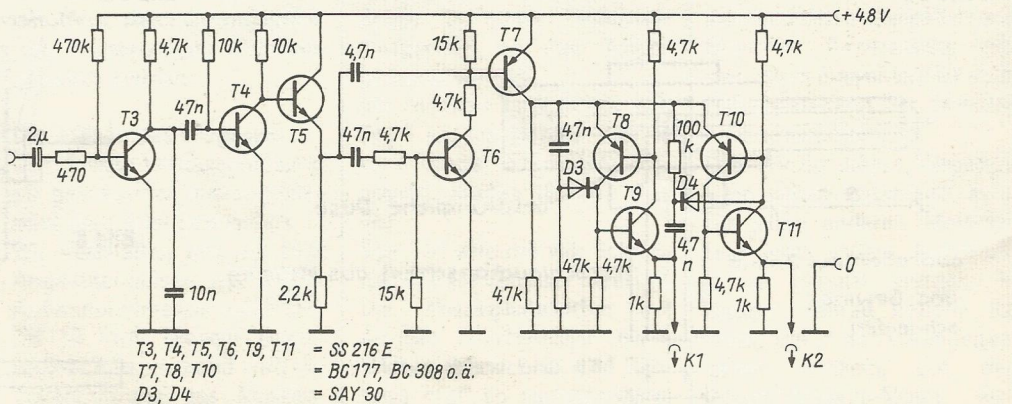 +4,8V
470k 4,7k 10k 10k 15k T7 4,7k 4,7k
4,7n
T3 47n T4 T5 4,7k 4,7n T8 100 k T10
2µ 470 47n 4,7k T6 D3 T9 D4 T11
4,7 n
0
10n 2,2k 15k 4,7k 47k 4,7k 1k 4,7k 1k
K1 K2
T3, T4, T5, T6, T9, T11 = SS 216 E
T7, T8, T10 = BC 177, BC 308 o.ä.
D3, D4 = SAY 30